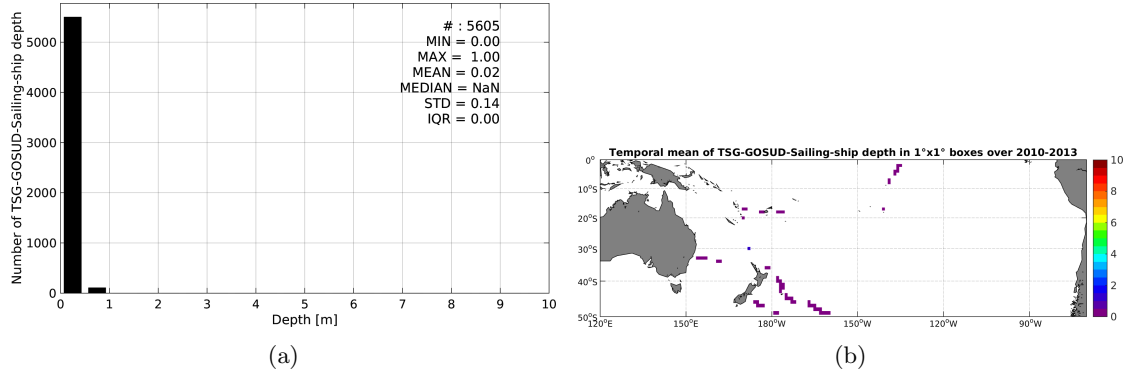 Number of TSG-GOSUD-Sailing-ship depth
5000
4000
3000
2000
1000
0
# : 5605
MIN = 0.00
MAX = 1.00
MEAN = 0.02
MEDIAN = NaN
STD = 0.14
IQR = 0.00
0 1 2 3 4 5 6 7 8 9 10
Depth [m]
(a)
Temporal mean of TSG-GOSUD-Sailing-ship depth in 1°x1° boxes over 2010-2013
0°
10°S
20°S
30°S
40°S
50°S
120°E 150°E 180°W 150°W 120°W 90°W
10
8
6
4
2
0
(b)